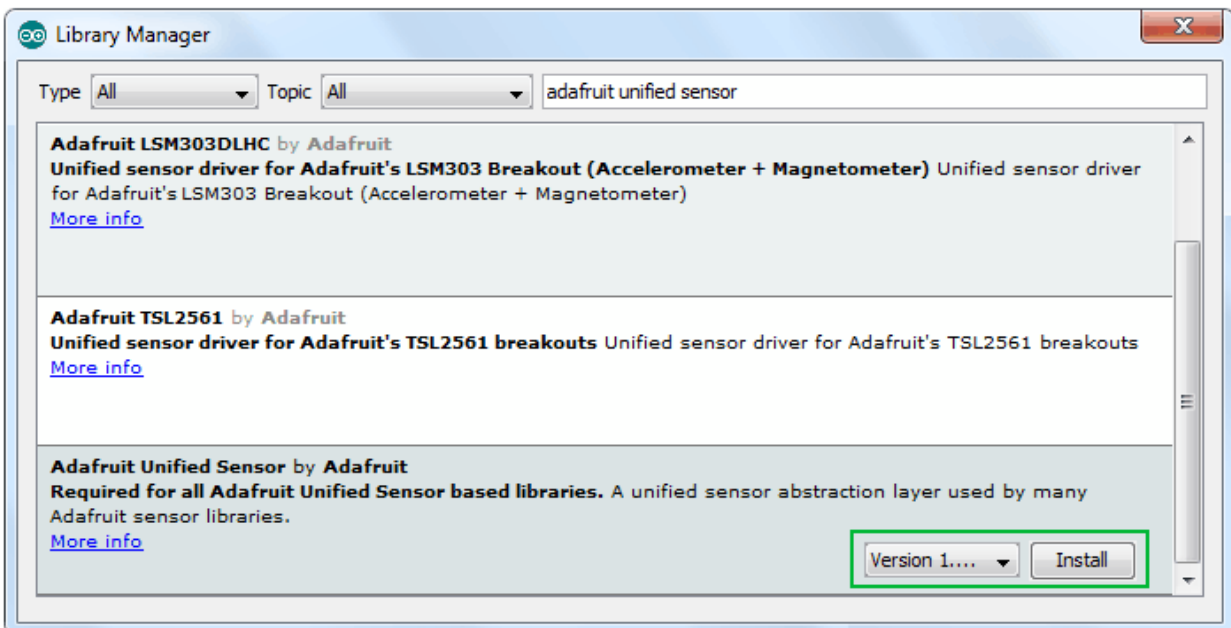 Library Manager
Type All Topic All adafruit unified sensor
Adafruit LSM303DLHC by Adafruit
Unified sensor driver for Adafruit's LSM303 Breakout (Accelerometer + Magnetometer) Unified sensor driver
for Adafruit's LSM303 Breakout (Accelerometer + Magnetometer)
More info
Adafruit TSL2561 by Adafruit
Unified sensor driver for Adafruit's TSL2561 breakouts Unified sensor driver for Adafruit's TSL2561 breakouts
More info
Adafruit Unified Sensor by Adafruit
Required for all Adafruit Unified Sensor based libraries. A unified sensor abstraction layer used by many
Adafruit sensor libraries.
More info
Version 1.... Install